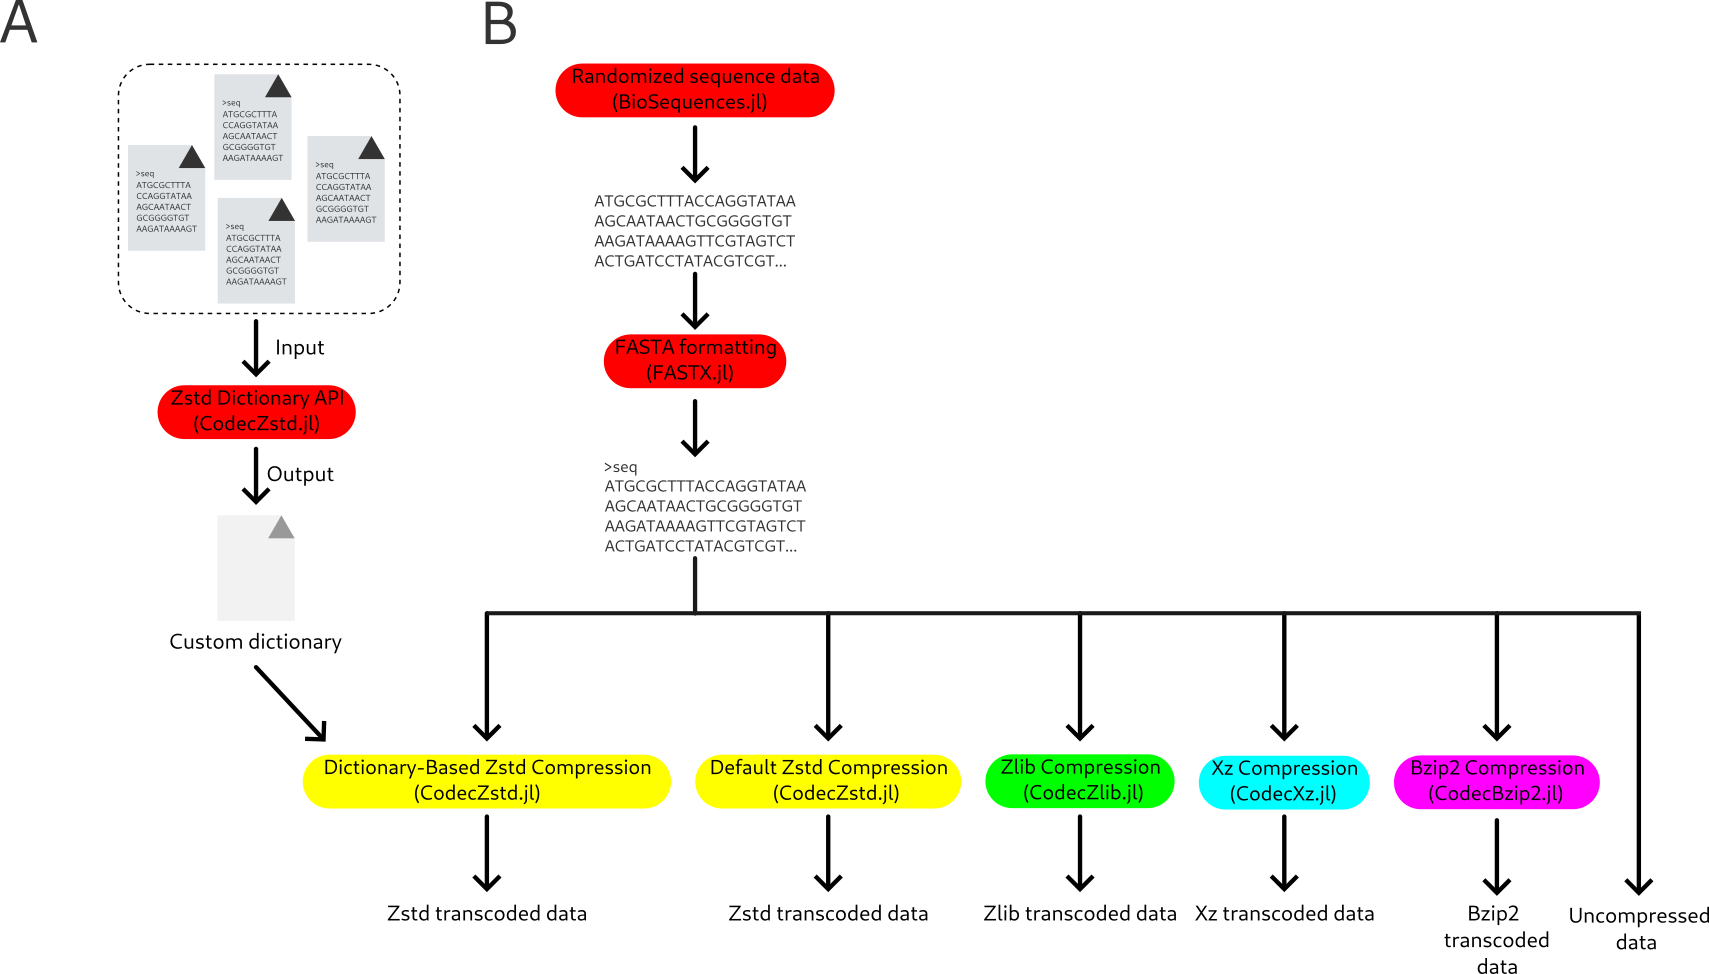 A
B
>seq
ATGCGCTTTA
CCAGGTATAA
AGCAATAACT
GCGGGGTGT
AAGATAAAAGT
>seq
ATGCGCTTTA
CCAGGTATAA
AGCAATAACT
GCGGGGTGT
AAGATAAAAGT
>seq
ATGCGCTTTA
CCAGGTATAA
AGCAATAACT
GCGGGGTGT
AAGATAAAAGT
>seq
ATGCGCTTTA
CCAGGTATAA
AGCAATAACT
GCGGGGTGT
AAGATAAAAGT
Input
Zstd Dictionary API
(CodecZstd.jl)
Output
Custom dictionary
Randomized sequence data
(BioSequences.jl)
ATGCGCTTTACCAGGTATAA
AGCAATAACTGCGGGGTGT
AAGATAAAAGTTCGTAGTCT
ACTGATCCTATACGTCGT...
FASTA formatting
(FASTX.jl)
>seq
ATGCGCTTTACCAGGTATAA
AGCAATAACTGCGGGGTGT
AAGATAAAAGTTCGTAGTCT
ACTGATCCTATACGTCGT...
Dictionary-Based Zstd Compression
(CodecZstd.jl)
Default Zstd Compression
(CodecZstd.jl)
Zlib Compression
(CodecZlib.jl)
Xz Compression
(CodecXz.jl)
Bzip2 Compression
(CodecBzip2.jl)
Zstd transcoded data
Zstd transcoded data
Zlib transcoded data
Xz transcoded data
Bzip2
transcoded
data
Uncompressed
data